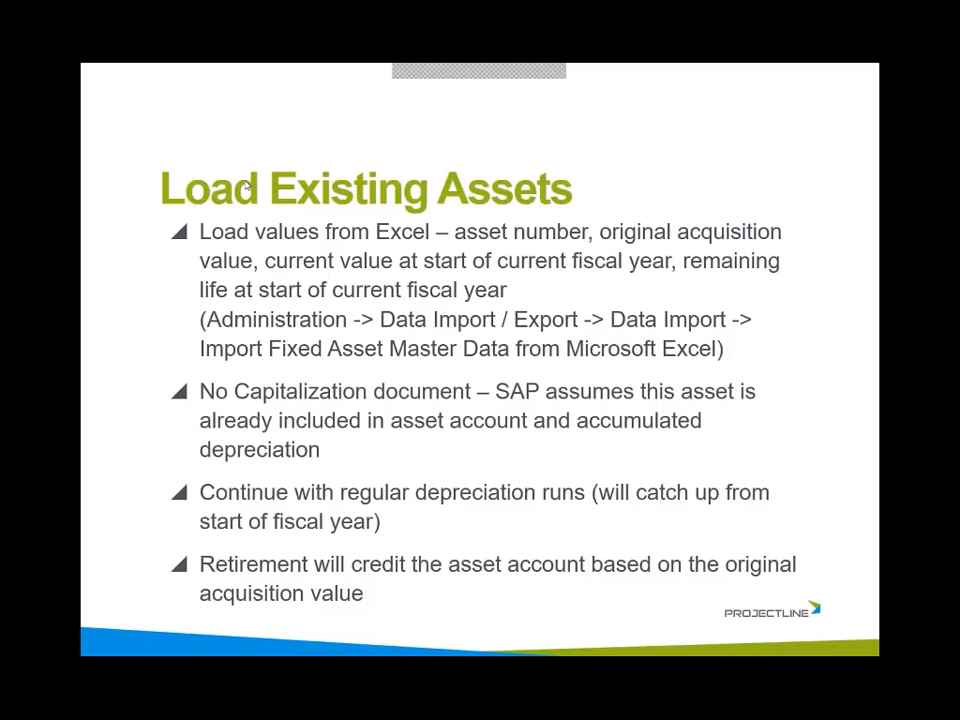 Load Existing Assets
Load values from Excel – asset number, original acquisition
value, current value at start of current fiscal year, remaining
life at start of current fiscal year
(Administration -> Data Import / Export -> Data Import ->
Import Fixed Asset Master Data from Microsoft Excel)
No Capitalization document – SAP assumes this asset is
already included in asset account and accumulated
depreciation
Continue with regular depreciation runs (will catch up from
start of fiscal year)
Retirement will credit the asset account based on the original
acquisition value
PROJECTLINE